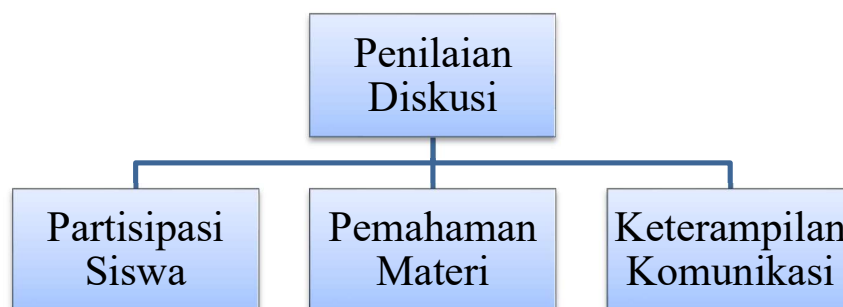 Penilaian
Diskusi
Partisipasi
Siswa
Pemahaman
Materi
Keterampilan
Komunikasi